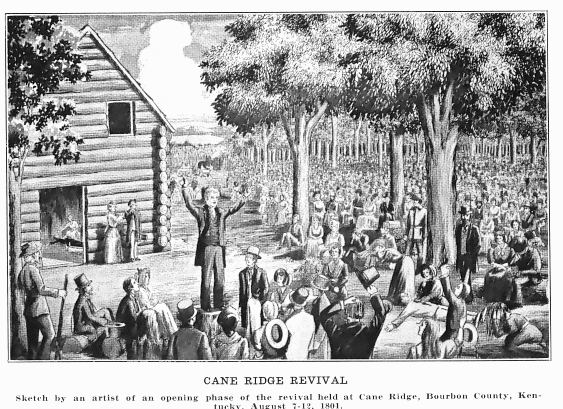 CANE RIDGE REVIVAL
Sketch by an artist of an opening phase of the revival held at Cane Ridge, Bourbon County, Ken-
tucky, August 7-12, 1801.